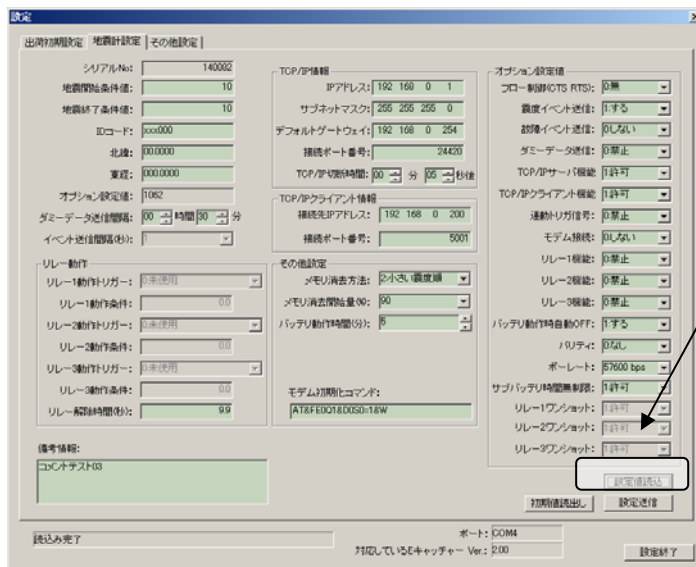 設定
出荷初期設定 地震計設定 その他設定
シリアルNo: 140082
地震開始条件値: 10
地震終了条件値: 10
IDコード: xxx000
北緯: 00.0000
東経: 000.0000
オプション設定値: 1062
ダミーデータ送信間隔: 00 時間 30 分
イベント送信間隔(秒): 1
リレー動作
リレー1動作トリガー: 0:未使用
リレー1動作条件: 0.0
リレー2動作トリガー: 0:未使用
リレー2動作条件: 0.0
リレー3動作トリガー: 0:未使用
リレー3動作条件: 0.0
リレー解除時間(秒): 99
備考情報:
コメントテスト03
TCP/IP情報
IPアドレス: 192 168 0 1
サブネットマスク: 255 255 255 0
デフォルトゲートウェイ: 192 168 0 254
接続ポート番号: 24420
TCP/IP切断時間: 00 分 05 秒後
TCP/IPクライアント情報
接続先IPアドレス: 192 168 0 200
接続ポート番号: 5001
その他設定
メモリ消去方法: 2:小さい震度順
メモリ消去開始量(%): 90
バッテリ動作時間(分): 5
モデム初期化コマンド:
AT&FE0Q1&D0S0=1&W
オプション設定値
フロー制御(CTS RTS): 0:無
震度イベント送信: 1:する
故障イベント送信: 0:しない
ダミーデータ送信: 0:禁止
TCP/IPサーバ機能 1:許可
TCP/IPクライアント機能 1:許可
連動トリガ信号: 0:禁止
モデム接続: 0:しない
リレー1機能: 0:禁止
リレー2機能: 0:禁止
リレー3機能: 0:禁止
バッテリ動作時自動OFF: 1:する
パリティ: 0:なし
ボーレート: 57600 bps
サブバッテリ時間無制限: 1:許可
リレー1ワンショット: 1:許可
リレー2ワンショット: 1:許可
リレー3ワンショット: 1:許可
設定値読込
初期値読出し 設定送信
読込み完了
ポート: COM4
対応しているEキャッチャー Ver.: 2.00
設定終了